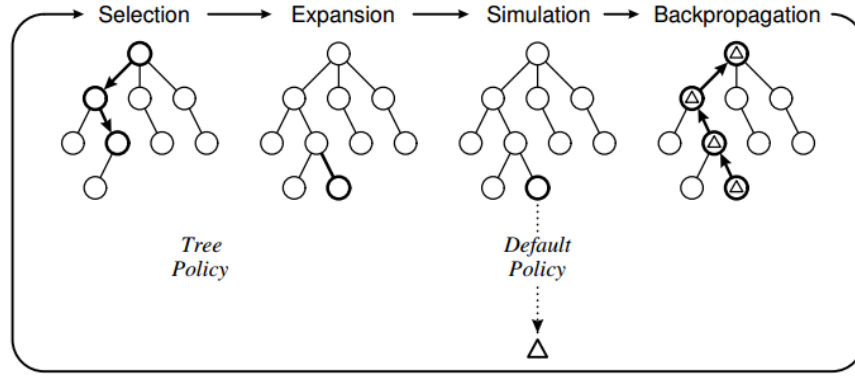 Selection Expansion Simulation Backpropagation
Tree
Policy
Default
Policy